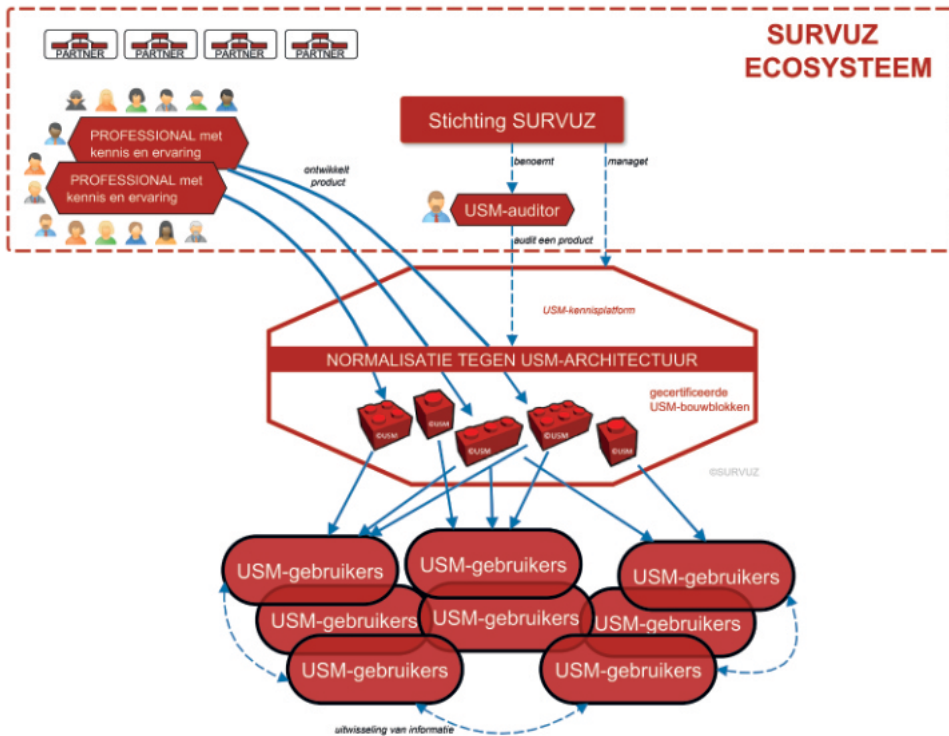 SURVUZ
ECOSYSTEEM
PARTNER
PARTNER
PARTNER
PARTNER
PROFESSIONAL met
kennis en ervaring
PROFESSIONAL met
kennis en ervaring
ontwikkelt
product
Stichting SURVUZ
benoemt
managet
USM-auditor
audit een product
USM-kennisplatform
NORMALISATIE TEGEN USM-ARCHITECTUUR
gecertificeerde
USM-bouwblokken
©USM
©USM
©USM
©USM
©USM
©SURVUZ
USM-gebruikers
USM-gebruikers
USM-gebruikers
USM-gebruikers
USM-gebruikers
USM-gebruikers
USM-gebruikers
USM-gebruikers
uitwisseling van informatie